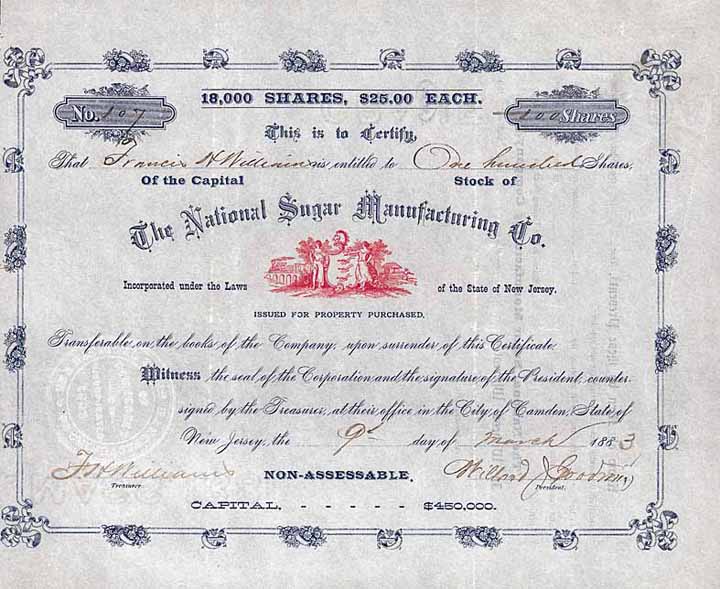 18,000 SHARES, $25.00 EACH.
No. 107
100 Shares
This is to Certify,
That Francis H Williams is entitled to One hundred Shares
Of the Capital Stock of
The National Sugar Manufacturing Co.
Incorporated under the Laws of the State of New Jersey.
ISSUED FOR PROPERTY PURCHASED,
Transferable on the books of the Company, upon surrender of this Certificate.
Witness the seal of the Corporation and the signature of the President, counter-
signed by the Treasurer, at their office in the City of Camden, State of
New Jersey, the 9th day of March 1883
F H Williams
Treasurer.
NON-ASSESSABLE,
Willard
President.
CAPITAL, - - - - - $450,000.